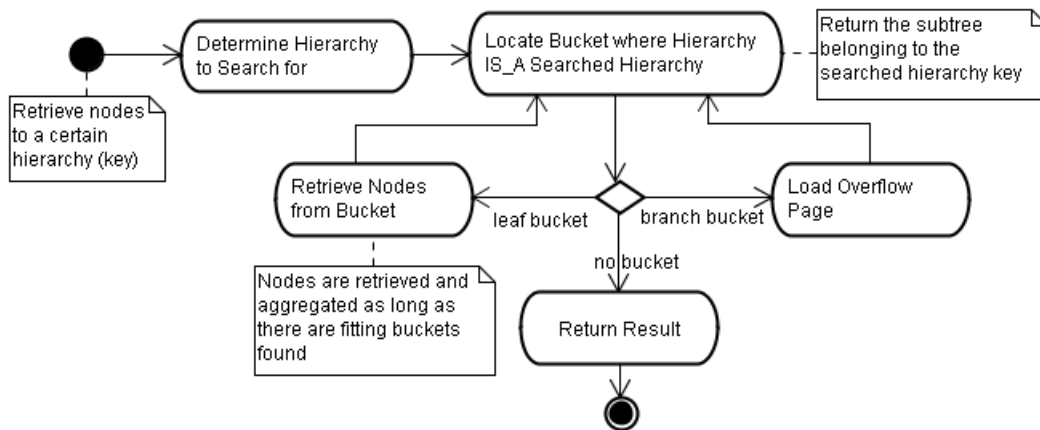 Determine Hierarchy
to Search for
Locate Bucket where Hierarchy
IS_A Searched Hierarchy
Return the subtree
belonging to the
searched hierarchy key
Retrieve nodes
to a certain
hierarchy (key)
Retrieve Nodes
from Bucket
leaf bucket
branch bucket
Load Overflow
Page
no bucket
Nodes are retrieved and
aggregated as long as
there are fitting buckets
found
Return Result